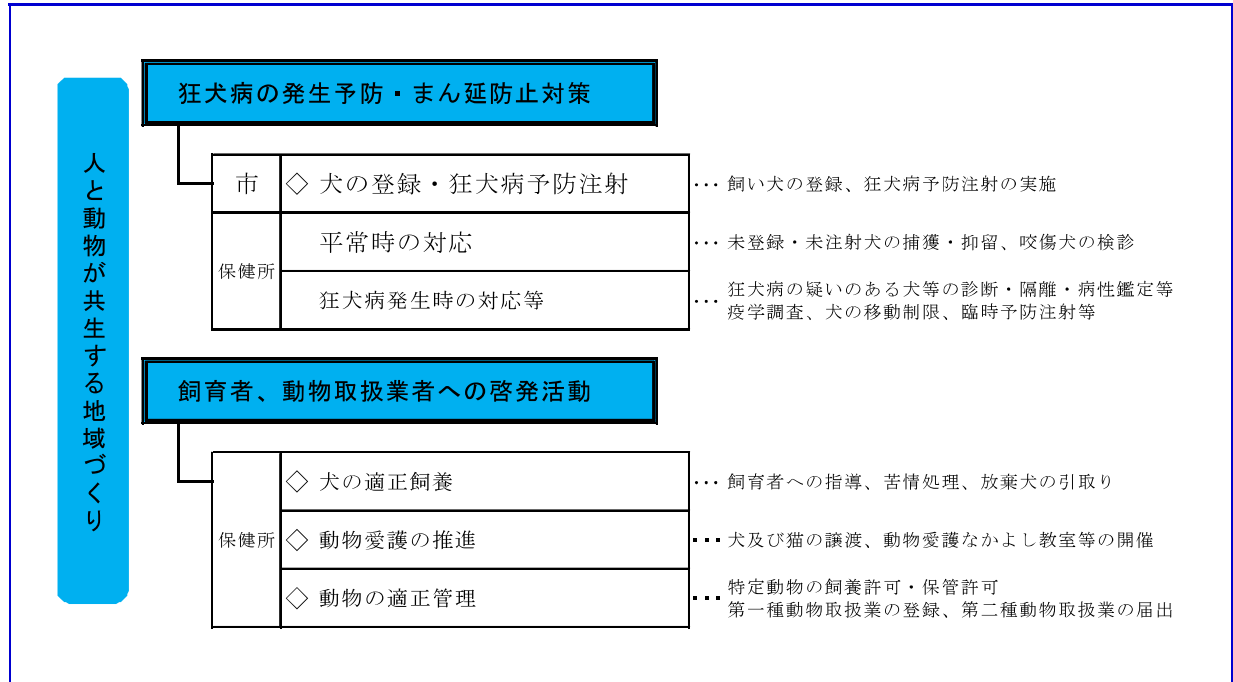 人と動物が共生する地域づくり
狂犬病の発生予防・まん延防止対策
市
◇ 犬の登録・狂犬病予防注射
… 飼い犬の登録、狂犬病予防注射の実施
保健所
平常時の対応
… 未登録・未注射犬の捕獲・抑留、咬傷犬の検診
狂犬病発生時の対応等
… 狂犬病の疑いのある犬等の診断・隔離・病性鑑定等
疫学調査、犬の移動制限、臨時予防注射等
飼育者、動物取扱業者への啓発活動
保健所
◇ 犬の適正飼養
… 飼育者への指導、苦情処理、放棄犬の引取り
◇ 動物愛護の推進
… 犬及び猫の譲渡、動物愛護なかよし教室等の開催
◇ 動物の適正管理
… 特定動物の飼養許可・保管許可
第一種動物取扱業の登録、第二種動物取扱業の届出